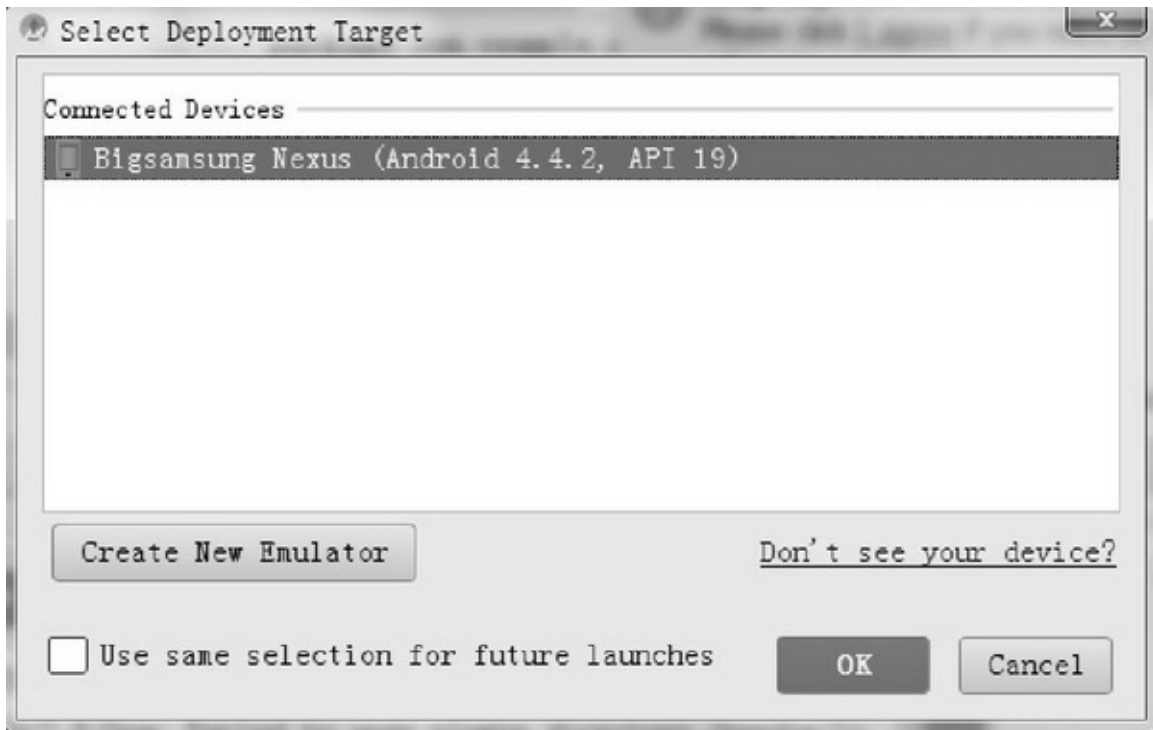 Select Deployment Target
Connected Devices
Bigsamsung Nexus (Android 4.4.2, API 19)
Create New Emulator
Don't see your device?
Use same selection for future launches
OK
Cancel